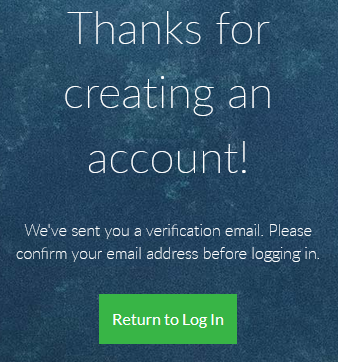 Thanks for
creating an
account!
We've sent you a verification email. Please
confirm your email address before logging in.
Return to Log In